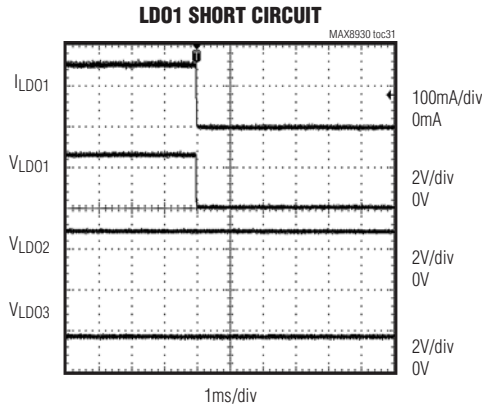 LDO1 SHORT CIRCUIT
MAX8930 toc31
T
ILDO1
100mA/div
0mA
VLDO1
2V/div
0V
VLDO2
2V/div
0V
VLDO3
2V/div
0V
1ms/div